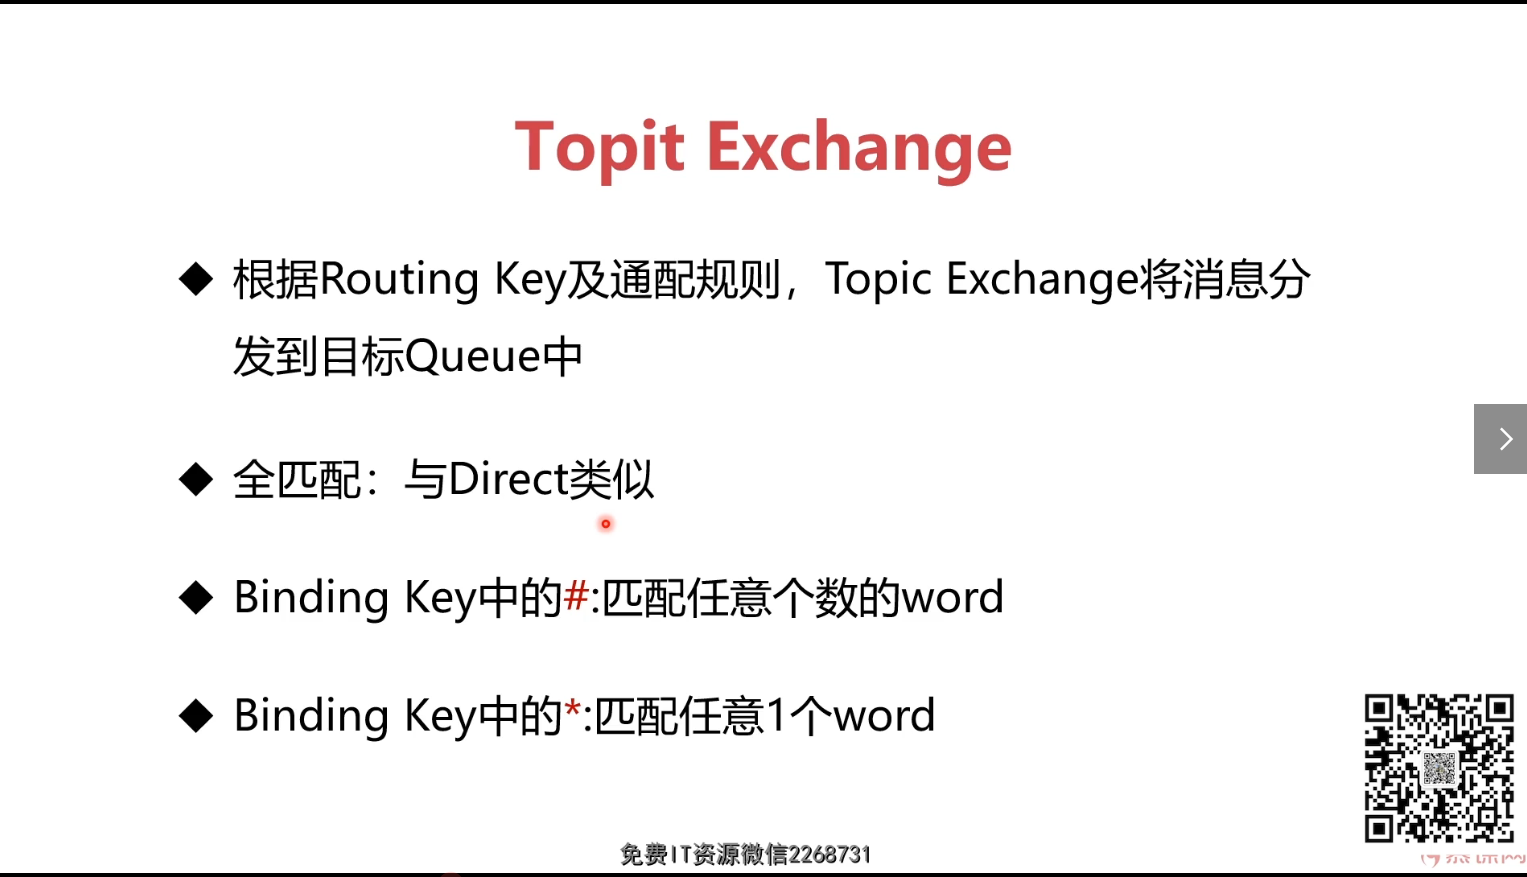 Topit Exchange
◆ 根据Routing Key及通配规则，Topic Exchange将消息分
发到目标Queue中
◆ 全匹配：与Direct类似
◆ Binding Key中的#:匹配任意个数的word
◆ Binding Key中的*:匹配任意1个word
免费IT资源微信2268731